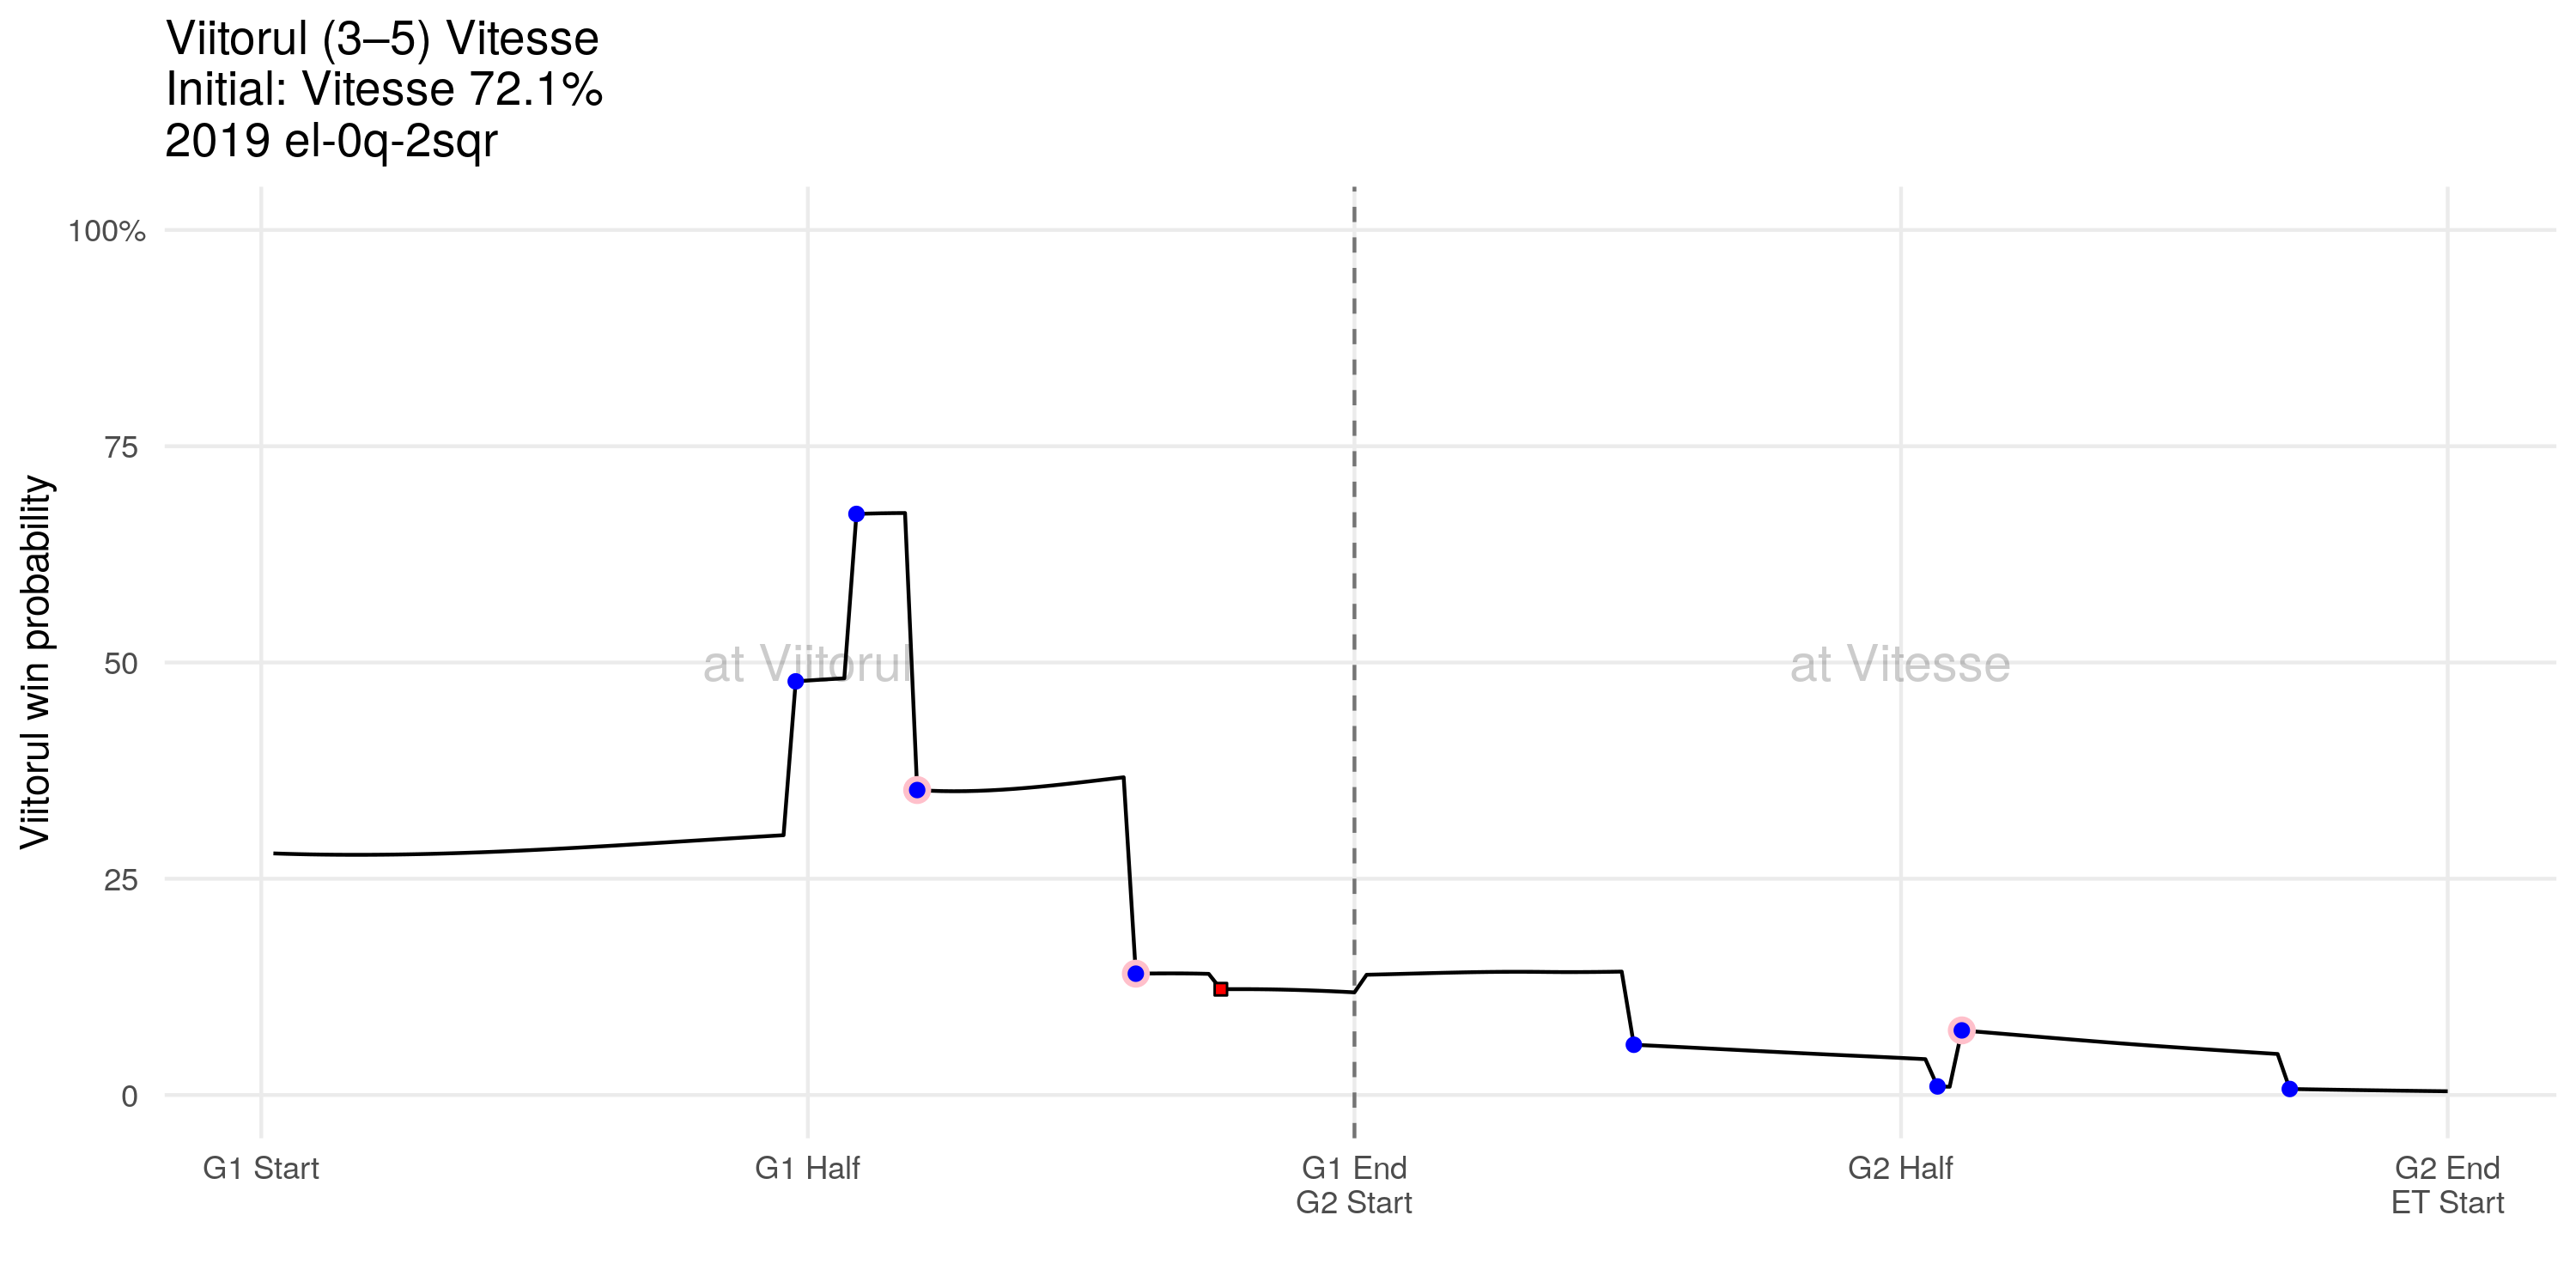 Viitorul (3–5) Vitesse
Initial: Vitesse 72.1%
2019 el-0q-2sqr
Viitorul win probability
100%
75
50
25
0
at Viitorul
at Vitesse
G1 Start
G1 Half
G1 End
G2 Start
G2 Half
G2 End
ET Start